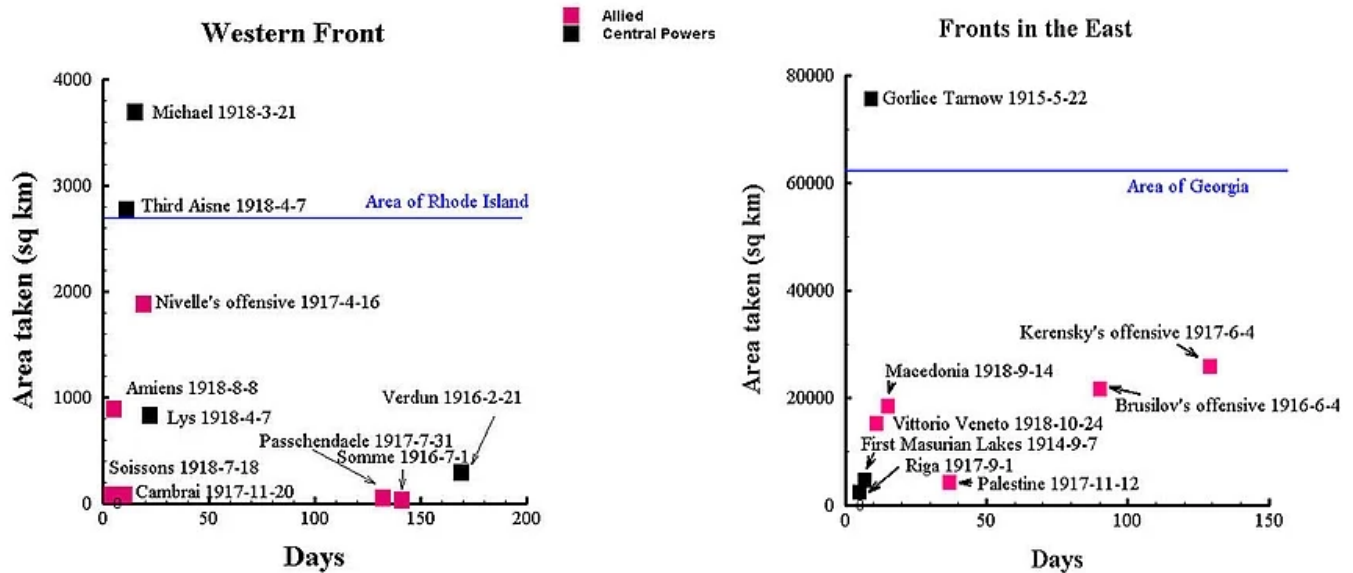 Western Front
Allied
Central Powers
Fronts in the East
Area taken (sq km)
4000
3000
2000
1000
0
Michael 1918-3-21
Third Aisne 1918-4-7
Area of Rhode Island
Nivelle's offensive 1917-4-16
Amiens 1918-8-8
Lys 1918-4-7
Verdun 1916-2-21
Passchendaele 1917-7-31
Somme 1916-7-1
Soissons 1918-7-18
Cambrai 1917-11-20
0
50
100
150
200
Days
Area taken (sq km)
80000
60000
40000
20000
0
Gorlice Tarnow 1915-5-22
Area of Georgia
Kerensky's offensive 1917-6-4
Macedonia 1918-9-14
Brusilov's offensive 1916-6-4
Vittorio Veneto 1918-10-24
First Masurian Lakes 1914-9-7
Riga 1917-9-1
Palestine 1917-11-12
0
50
100
150
Days